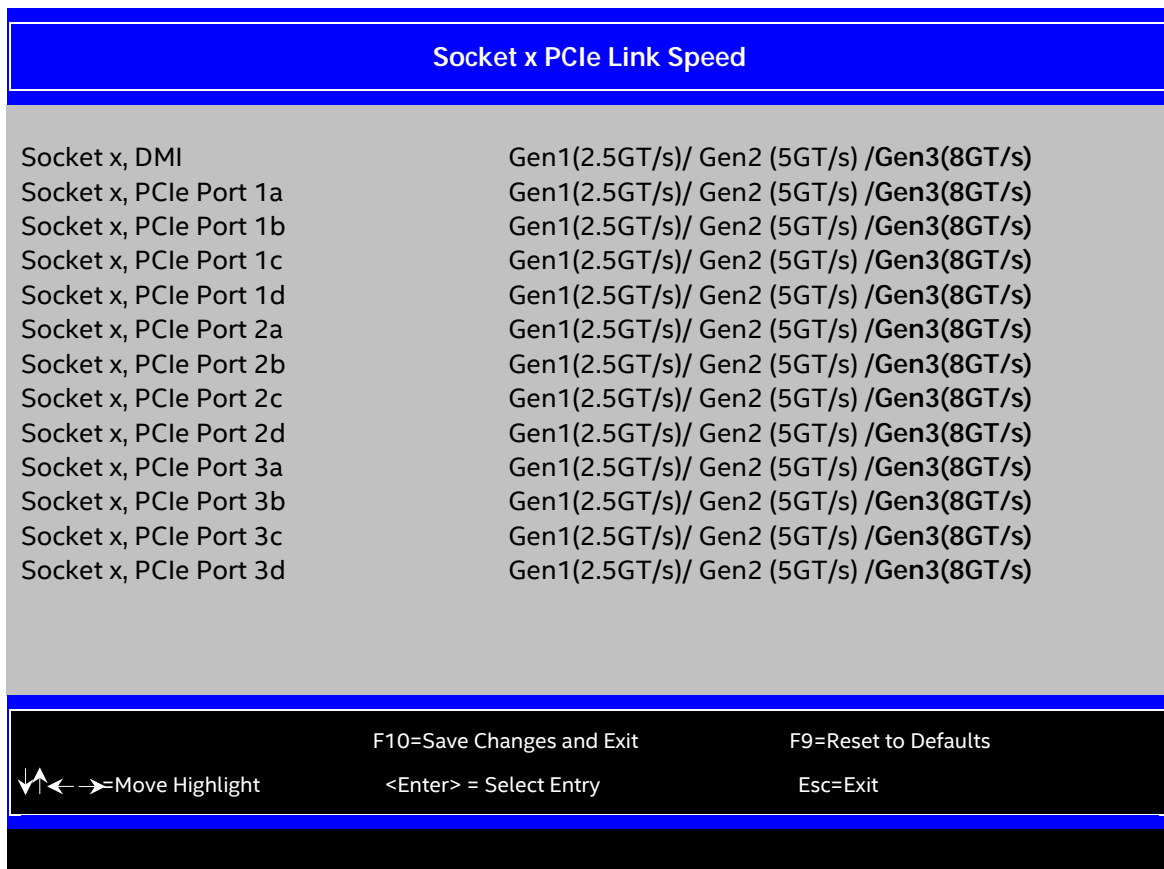 Socket x PCIe Link Speed
Socket x, DMI Gen1(2.5GT/s)/ Gen2 (5GT/s) /Gen3(8GT/s)
Socket x, PCIe Port 1a Gen1(2.5GT/s)/ Gen2 (5GT/s) /Gen3(8GT/s)
Socket x, PCIe Port 1b Gen1(2.5GT/s)/ Gen2 (5GT/s) /Gen3(8GT/s)
Socket x, PCIe Port 1c Gen1(2.5GT/s)/ Gen2 (5GT/s) /Gen3(8GT/s)
Socket x, PCIe Port 1d Gen1(2.5GT/s)/ Gen2 (5GT/s) /Gen3(8GT/s)
Socket x, PCIe Port 2a Gen1(2.5GT/s)/ Gen2 (5GT/s) /Gen3(8GT/s)
Socket x, PCIe Port 2b Gen1(2.5GT/s)/ Gen2 (5GT/s) /Gen3(8GT/s)
Socket x, PCIe Port 2c Gen1(2.5GT/s)/ Gen2 (5GT/s) /Gen3(8GT/s)
Socket x, PCIe Port 2d Gen1(2.5GT/s)/ Gen2 (5GT/s) /Gen3(8GT/s)
Socket x, PCIe Port 3a Gen1(2.5GT/s)/ Gen2 (5GT/s) /Gen3(8GT/s)
Socket x, PCIe Port 3b Gen1(2.5GT/s)/ Gen2 (5GT/s) /Gen3(8GT/s)
Socket x, PCIe Port 3c Gen1(2.5GT/s)/ Gen2 (5GT/s) /Gen3(8GT/s)
Socket x, PCIe Port 3d Gen1(2.5GT/s)/ Gen2 (5GT/s) /Gen3(8GT/s)
F10=Save Changes and Exit F9=Reset to Defaults
↓↑← →=Move Highlight <Enter> = Select Entry Esc=Exit